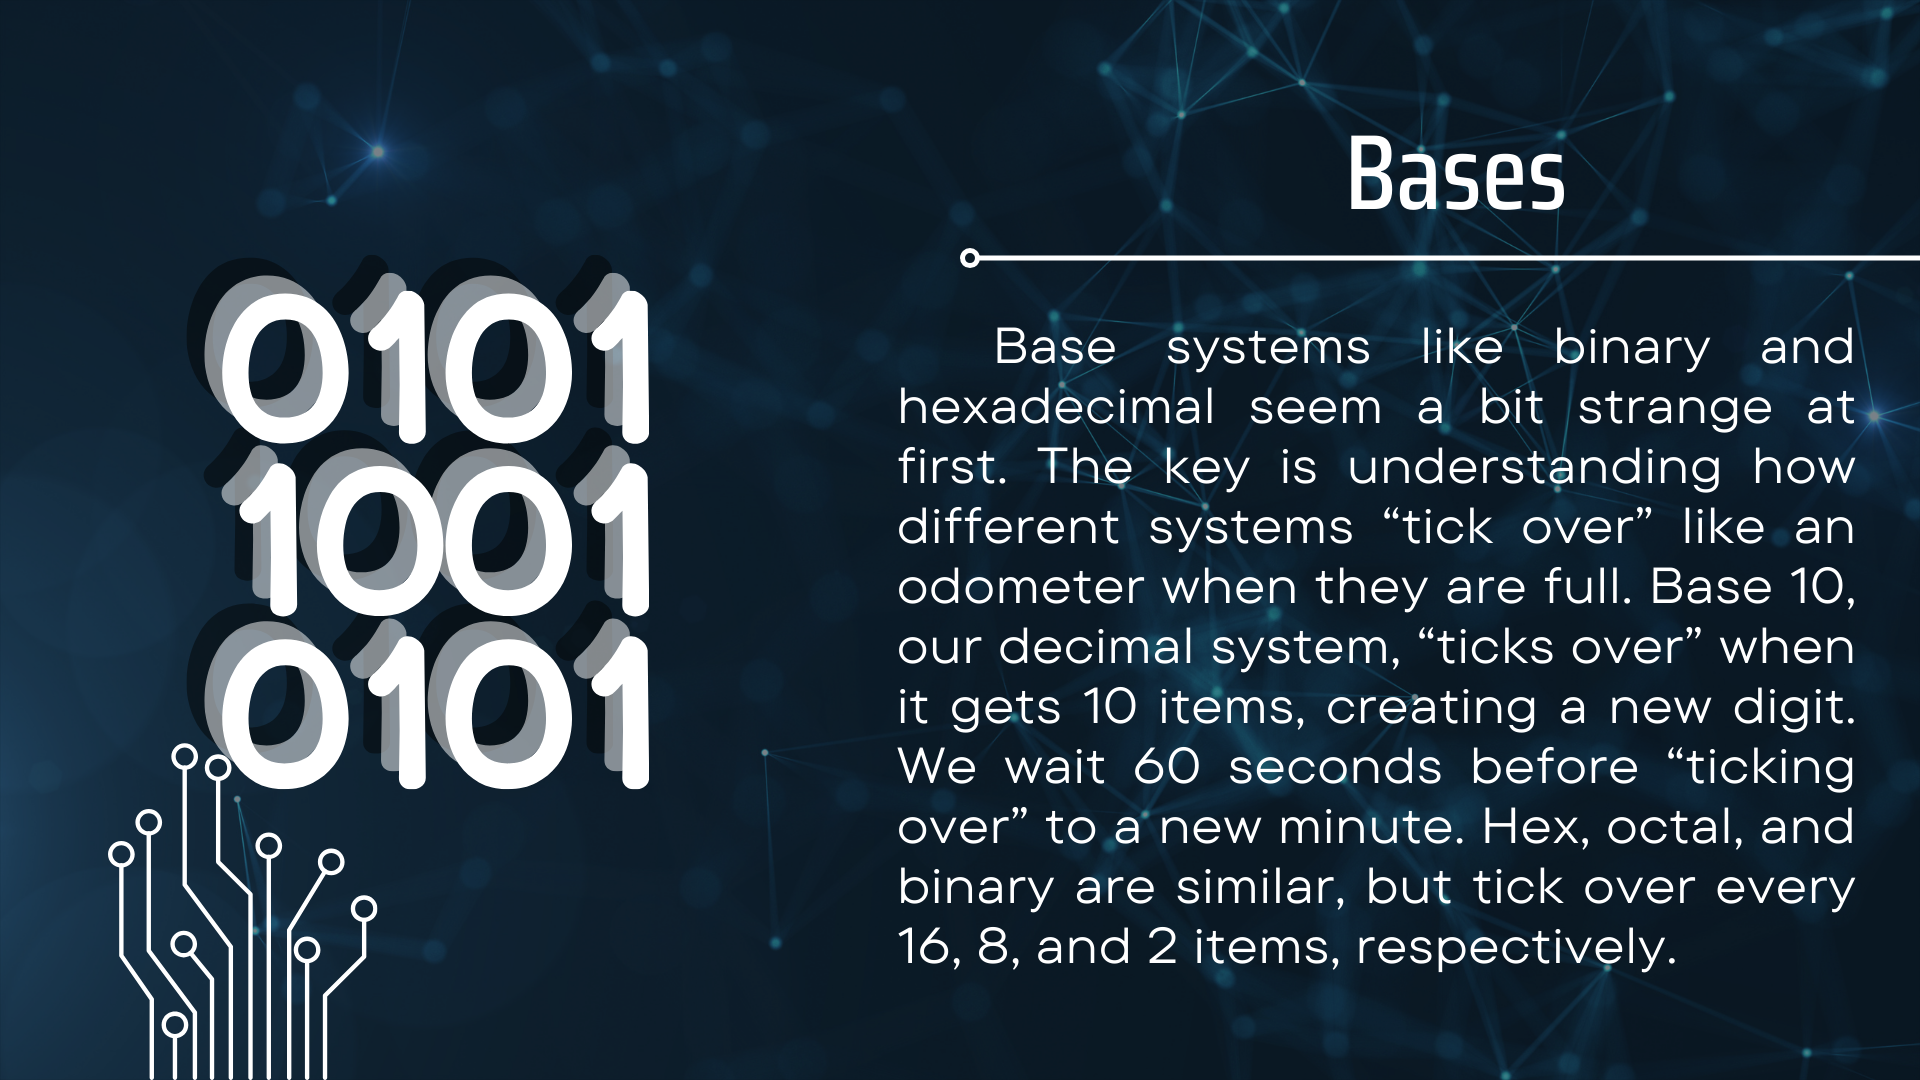 Bases
0101
1001
0101
Base systems like binary and
hexadecimal seem a bit strange at
first. The key is understanding how
different systems “tick over” like an
odometer when they are full. Base 10,
our decimal system, “ticks over” when
it gets 10 items, creating a new digit.
We wait 60 seconds before “ticking
over” to a new minute. Hex, octal, and
binary are similar, but tick over every
16, 8, and 2 items, respectively.